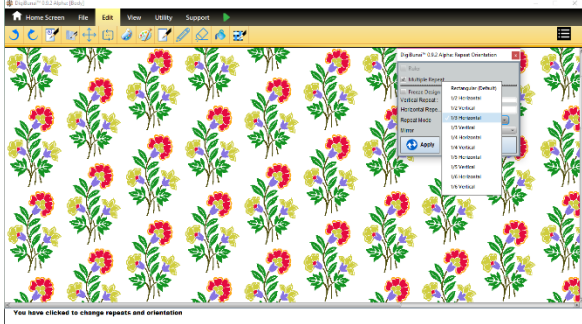 DigiBunai™ 0.9.2 Alpha: [Body]
Home Screen File Edit View Utility Support
DigiBunai™ 0.9.2 Alpha: Repeat Orientation
Multiple Repeat
Rectangular (Default)
Freeze Design
1/2 Horizontal
Vertical Repeat :
1/2 Vertical
Horizontal Repe
1/3 Horizontal
Repeat Mode
1/3 Vertical
Mirror
1/4 Horizontal
1/4 Vertical
Apply
1/5 Horizontal
1/5 Vertical
1/6 Horizontal
1/6 Vertical
You have clicked to change repeats and orientation